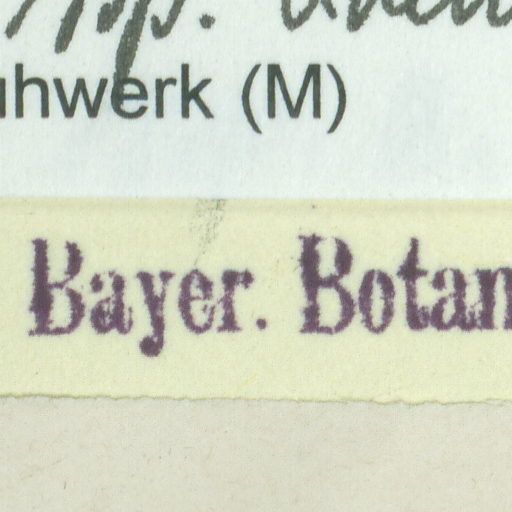 uhwerk (M)
Bayer. Botan